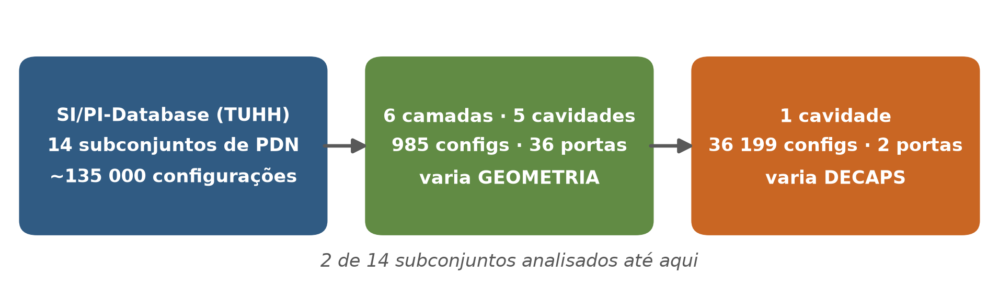 SI/PI-Database (TUHH)
14 subconjuntos de PDN
~135 000 configurações
6 camadas · 5 cavidades
985 configs · 36 portas
varia GEOMETRIA
1 cavidade
36 199 configs · 2 portas
varia DECAPS
2 de 14 subconjuntos analisados até aqui